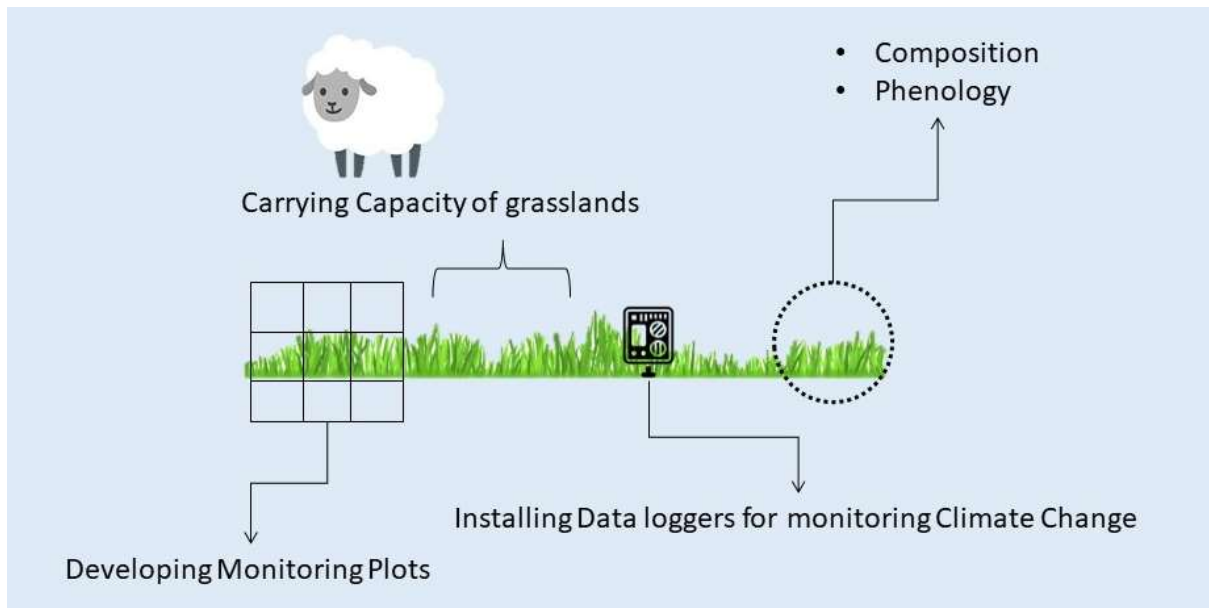 • Composition
• Phenology
Carrying Capacity of grasslands
Installing Data loggers for monitoring Climate Change
Developing Monitoring Plots